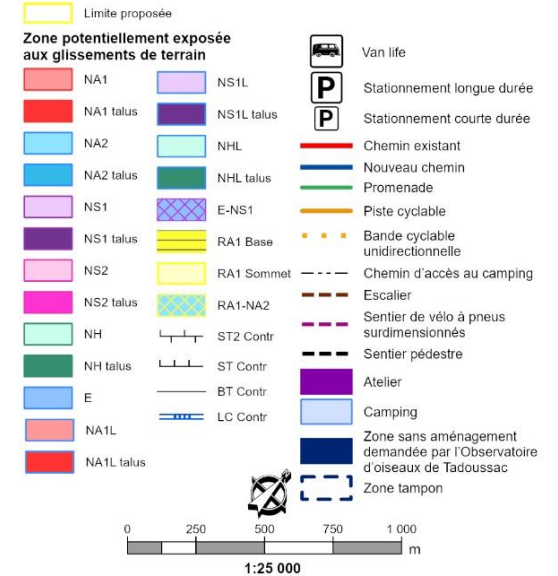 Limite proposée
Zone potentiellement exposée
aux glissements de terrain
NA1
NA1 talus
NA2
NA2 talus
NS1
NS1 talus
NS2
NS2 talus
NH
NH talus
E
NA1L
NA1L talus
NS1L
NS1L talus
NHL
NHL talus
E-NS1
RA1 Base
RA1 Sommet
RA1-NA2
ST2 Contr
ST Contr
BT Contr
LC Contr
Van life
P Stationnement longue durée
P Stationnement courte durée
Chemin existant
Nouveau chemin
Promenade
Piste cyclable
Bande cyclable
unidirectionnelle
Chemin d'accès au camping
Escalier
Sentier de vélo à pneus
surdimensionnés
Sentier pédestre
Atelier
Camping
Zone sans aménagement
demandée par l'Observatoire
d'oiseaux de Tadoussac
Zone tampon
0 250 500 750 1 000
m
1:25 000